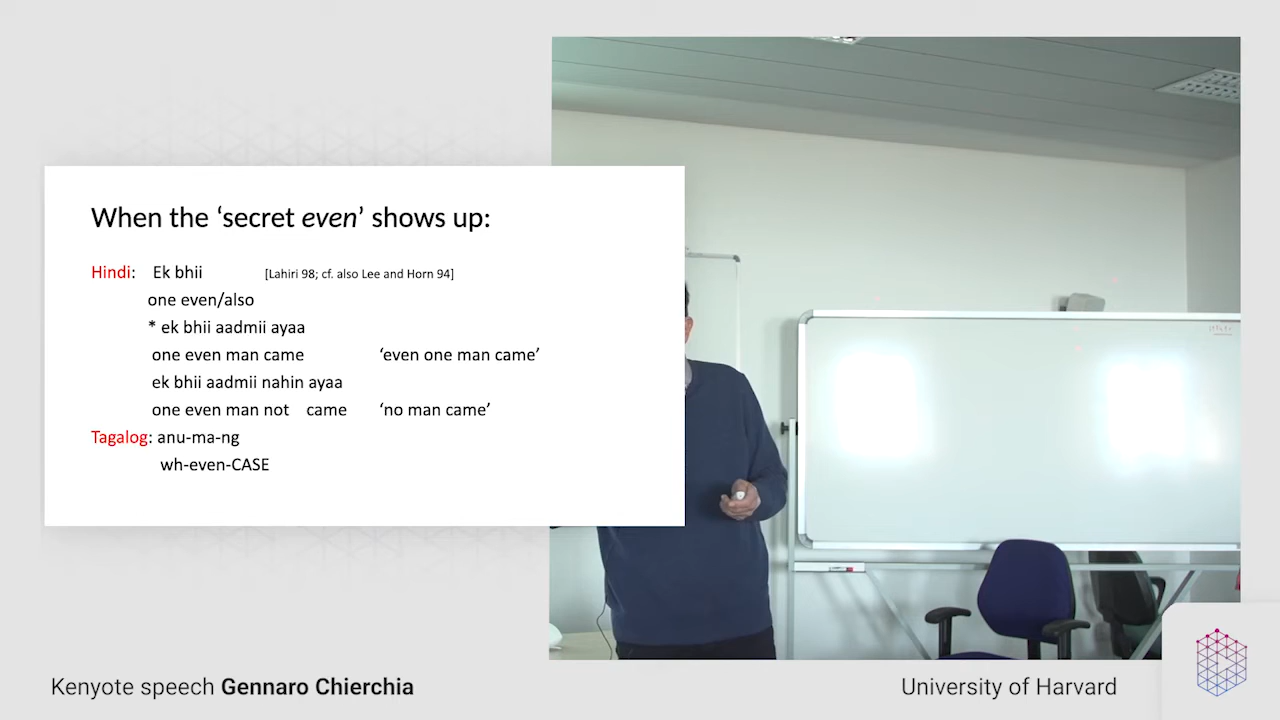 When the ‘secret even’ shows up:
Hindi: Ek bhii [Lahiri 98; cf. also Lee and Horn 94]
one even/also
* ek bhii aadmii ayaa
one even man came ‘even one man came’
ek bhii aadmii nahin ayaa
one even man not came ‘no man came’
Tagalog: anu-ma-ng
wh-even-CASE
Kenyote speech Gennaro Chierchia
University of Harvard